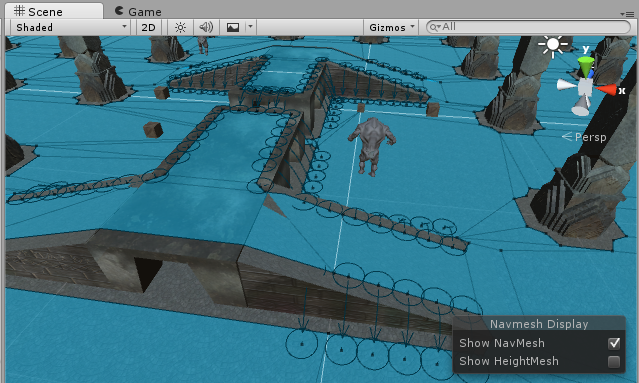 Scene
Game
Shaded
2D
Gizmos
All
y
x
Persp
Navmesh Display
Show NavMesh
Show HeightMesh